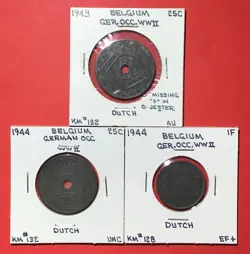 1943 BELGIUM 25C
GER. OCC. WWII
MISSING
"S" IN
JESTER
DUTCH
KM# 132 AU
1944 BELGIUM 25C
GERMAN OCC
WWII
DUTCH
KM# 132 UNC
1944 BELGIUM 1F
GER. OCC. WWII
DUTCH
KM# 128 EF+